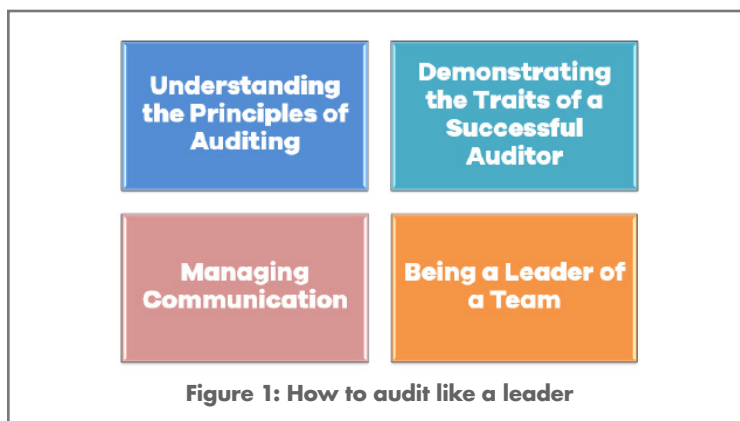 Understanding
the Principles of
Auditing
Demonstrating
the Traits of a
Successful
Auditor
Managing
Communication
Being a Leader of
a Team
Figure 1: How to audit like a leader